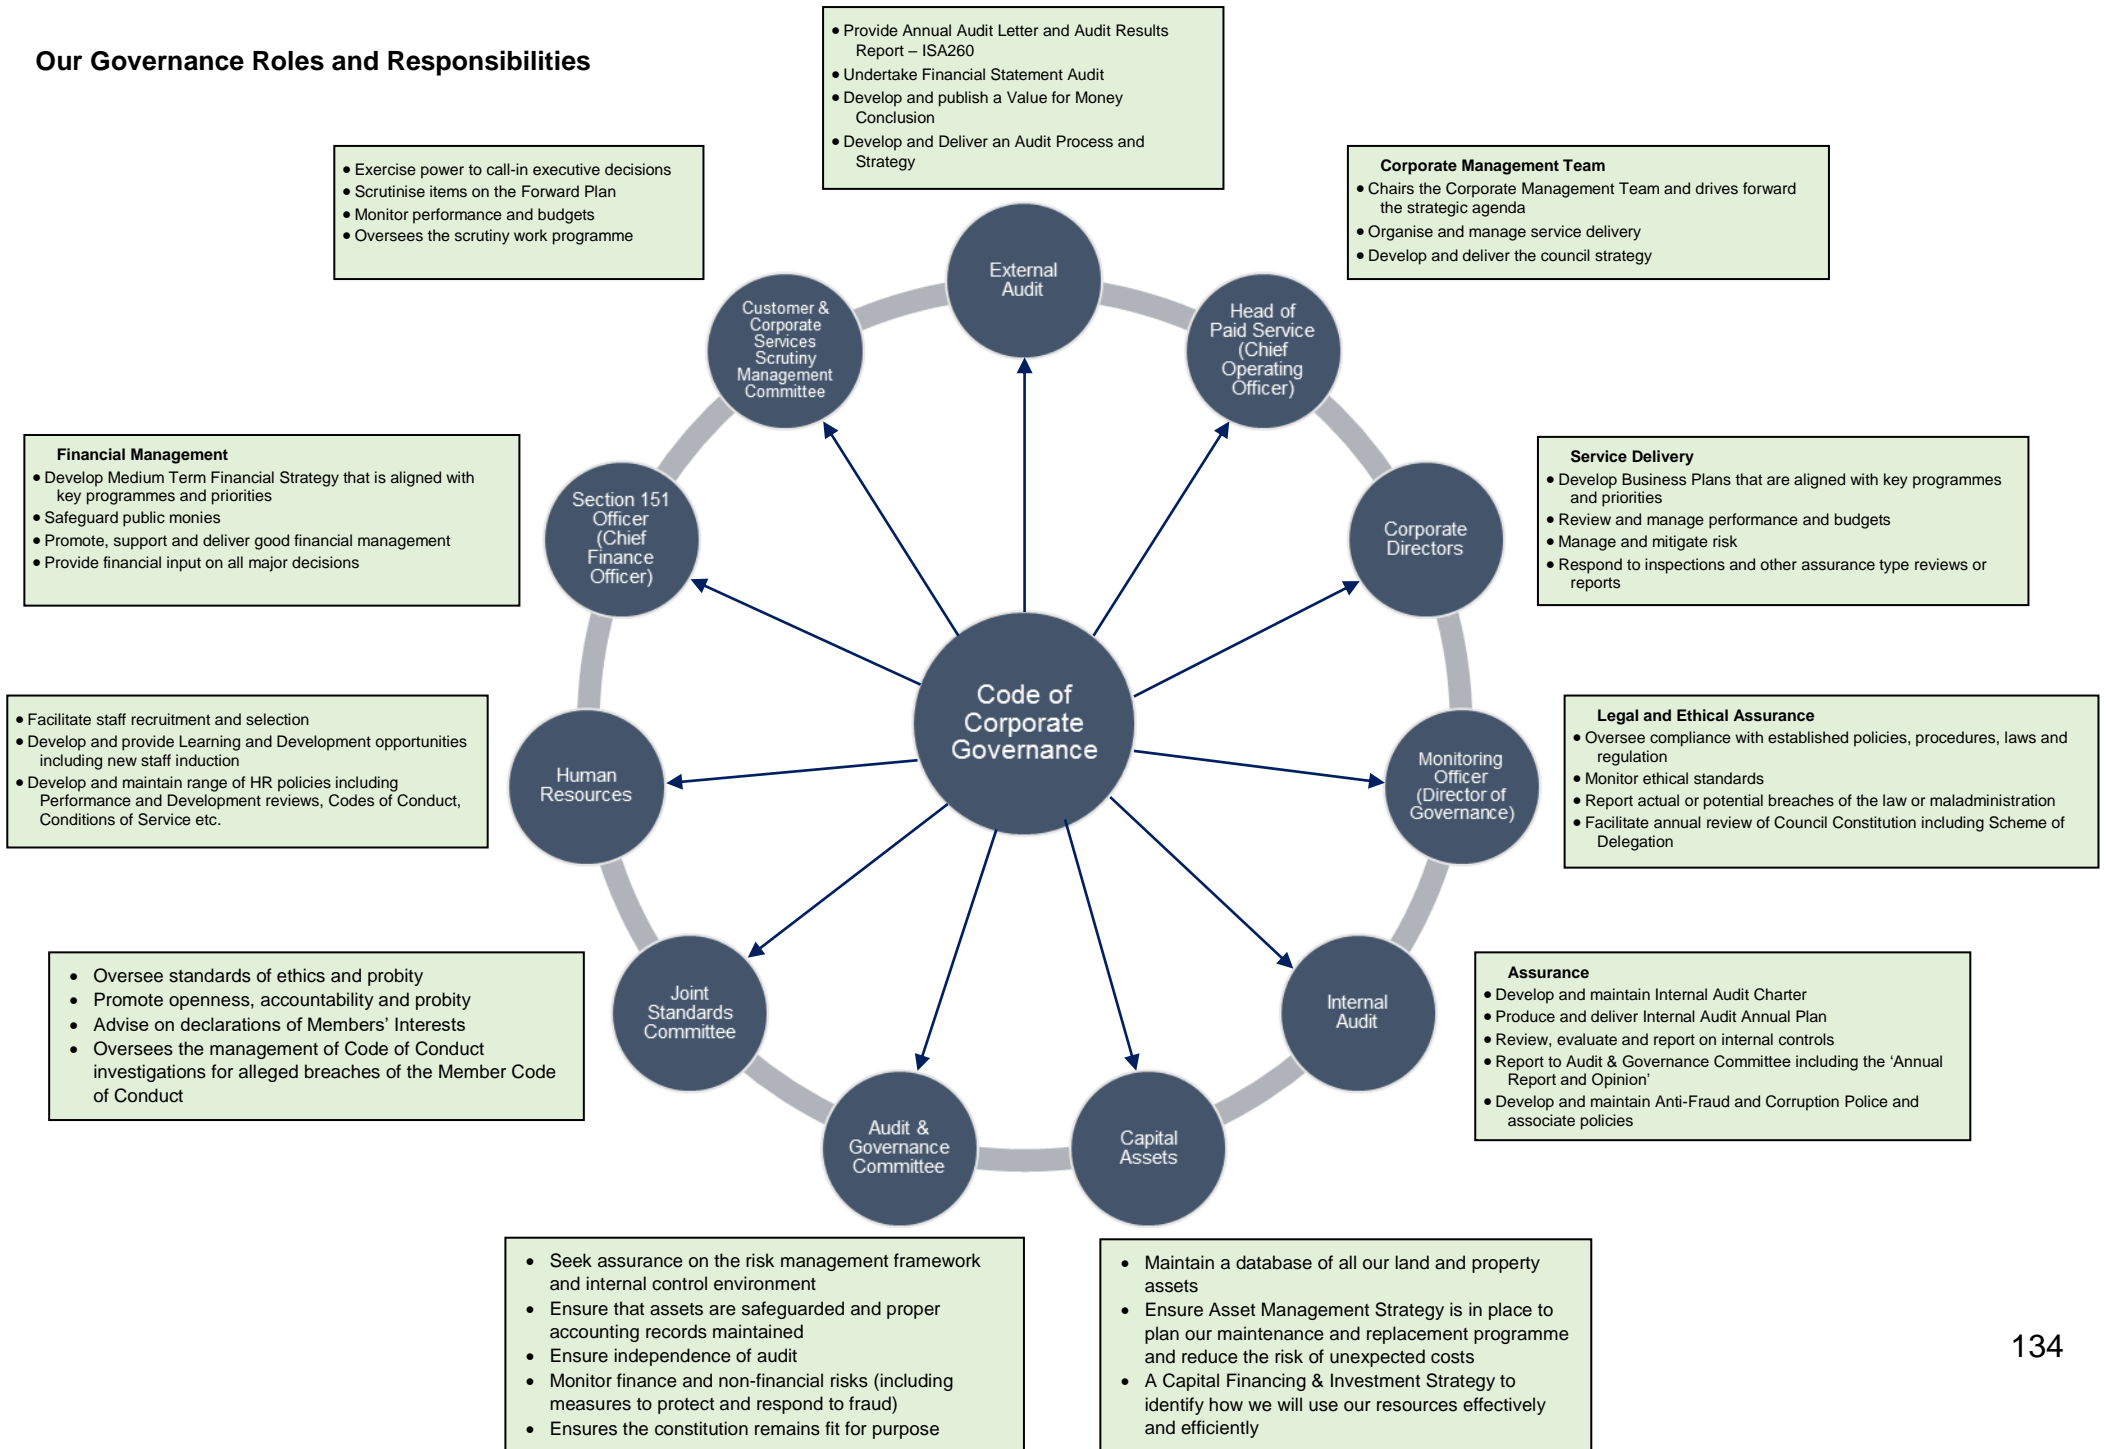 Our Governance Roles and Responsibilities
• Provide Annual Audit Letter and Audit Results
Report – ISA260
• Undertake Financial Statement Audit
• Develop and publish a Value for Money
Conclusion
• Develop and Deliver an Audit Process and
Strategy
• Exercise power to call-in executive decisions
• Scrutinise items on the Forward Plan
• Monitor performance and budgets
• Oversees the scrutiny work programme
Corporate Management Team
• Chairs the Corporate Management Team and drives forward
the strategic agenda
• Organise and manage service delivery
• Develop and deliver the council strategy
External
Audit
Customer &
Corporate
Services
Scrutiny
Management
Committee
Head of
Paid Service
(Chief
Operating
Officer)
Financial Management
• Develop Medium Term Financial Strategy that is aligned with
key programmes and priorities
• Safeguard public monies
• Promote, support and deliver good financial management
• Provide financial input on all major decisions
Section 151
Officer
(Chief
Finance
Officer)
Corporate
Directors
Service Delivery
• Develop Business Plans that are aligned with key programmes
and priorities
• Review and manage performance and budgets
• Manage and mitigate risk
• Respond to inspections and other assurance type reviews or
reports
• Facilitate staff recruitment and selection
• Develop and provide Learning and Development opportunities
including new staff induction
• Develop and maintain range of HR policies including
Performance and Development reviews, Codes of Conduct,
Conditions of Service etc.
Human
Resources
Code of
Corporate
Governance
Monitoring
Officer
(Director of
Governance)
Legal and Ethical Assurance
• Oversee compliance with established policies, procedures, laws and
regulation
• Monitor ethical standards
• Report actual or potential breaches of the law or maladministration
• Facilitate annual review of Council Constitution including Scheme of
Delegation
• Oversee standards of ethics and probity
• Promote openness, accountability and probity
• Advise on declarations of Members' Interests
• Oversees the management of Code of Conduct
investigations for alleged breaches of the Member Code
of Conduct
Joint
Standards
Committee
Internal
Audit
Assurance
• Develop and maintain Internal Audit Charter
• Produce and deliver Internal Audit Annual Plan
• Review, evaluate and report on internal controls
• Report to Audit & Governance Committee including the ‘Annual
Report and Opinion’
• Develop and maintain Anti-Fraud and Corruption Police and
associate policies
Audit &
Governance
Committee
Capital
Assets
• Seek assurance on the risk management framework
and internal control environment
• Ensure that assets are safeguarded and proper
accounting records maintained
• Ensure independence of audit
• Monitor finance and non-financial risks (including
measures to protect and respond to fraud)
• Ensures the constitution remains fit for purpose
• Maintain a database of all our land and property
assets
• Ensure Asset Management Strategy is in place to
plan our maintenance and replacement programme
and reduce the risk of unexpected costs
• A Capital Financing & Investment Strategy to
identify how we will use our resources effectively
and efficiently
134